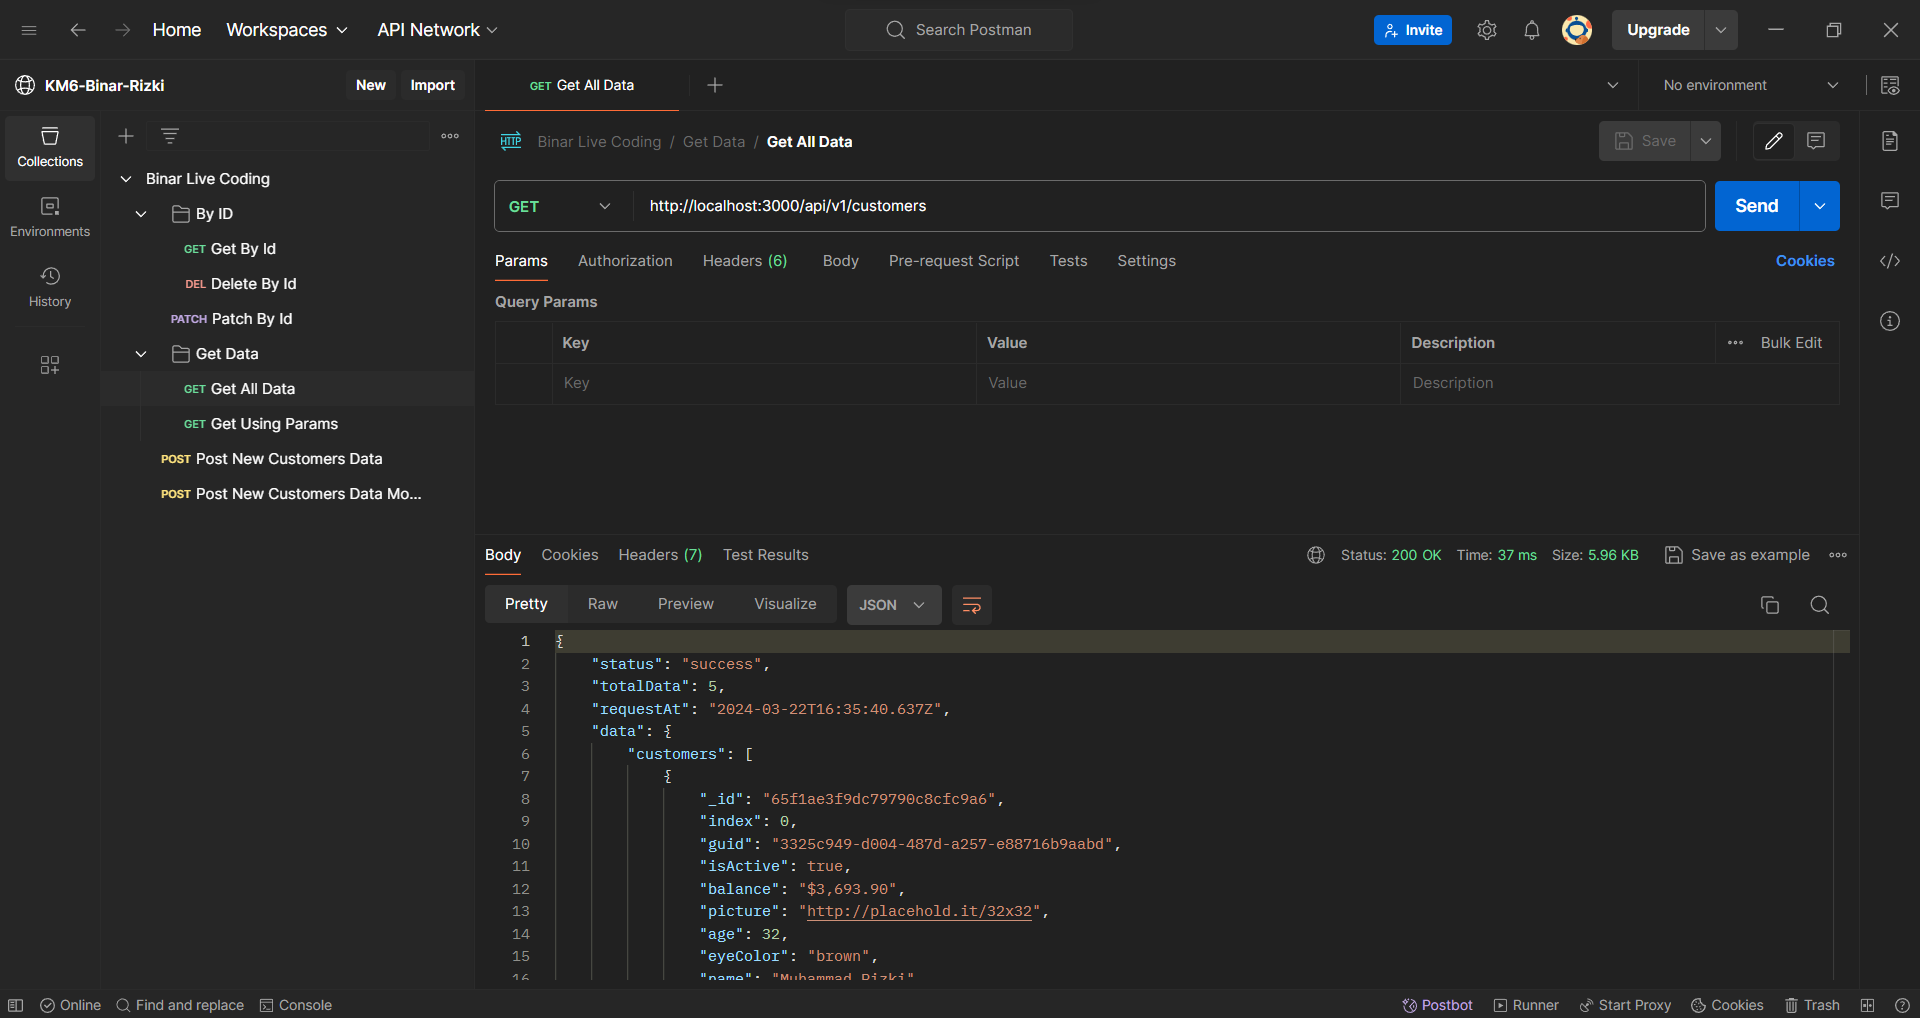 Home Workspaces API Network Search Postman Invite Upgrade
KM6-Binar-Rizki New Import GET Get All Data No environment
Collections
Environments
History
Binar Live Coding
By ID
GET Get By Id
DEL Delete By Id
PATCH Patch By Id
Get Data
GET Get All Data
GET Get Using Params
POST Post New Customers Data
POST Post New Customers Data Mo...
HTTP Binar Live Coding / Get Data / Get All Data Save
GET http://localhost:3000/api/v1/customers Send
Params Authorization Headers (6) Body Pre-request Script Tests Settings Cookies
Query Params
Key Value Description Bulk Edit
Key Value Description
Body Cookies Headers (7) Test Results Status: 200 OK Time: 37 ms Size: 5.96 KB Save as example
Pretty Raw Preview Visualize JSON
1 {
2 "status": "success",
3 "totalData": 5,
4 "requestAt": "2024-03-22T16:35:40.637Z",
5 "data": {
6 "customers": [
7 {
8 "_id": "65f1ae3f9dc79790c8cfc9a6",
9 "index": 0,
10 "guid": "3325c949-d004-487d-a257-e88716b9aabd",
11 "isActive": true,
12 "balance": "$3,693.90",
13 "picture": "http://placehold.it/32x32",
14 "age": 32,
15 "eyeColor": "brown",
16 "name": "Muhammad Rizki"
Online Find and replace Console Postbot Runner Start Proxy Cookies Trash